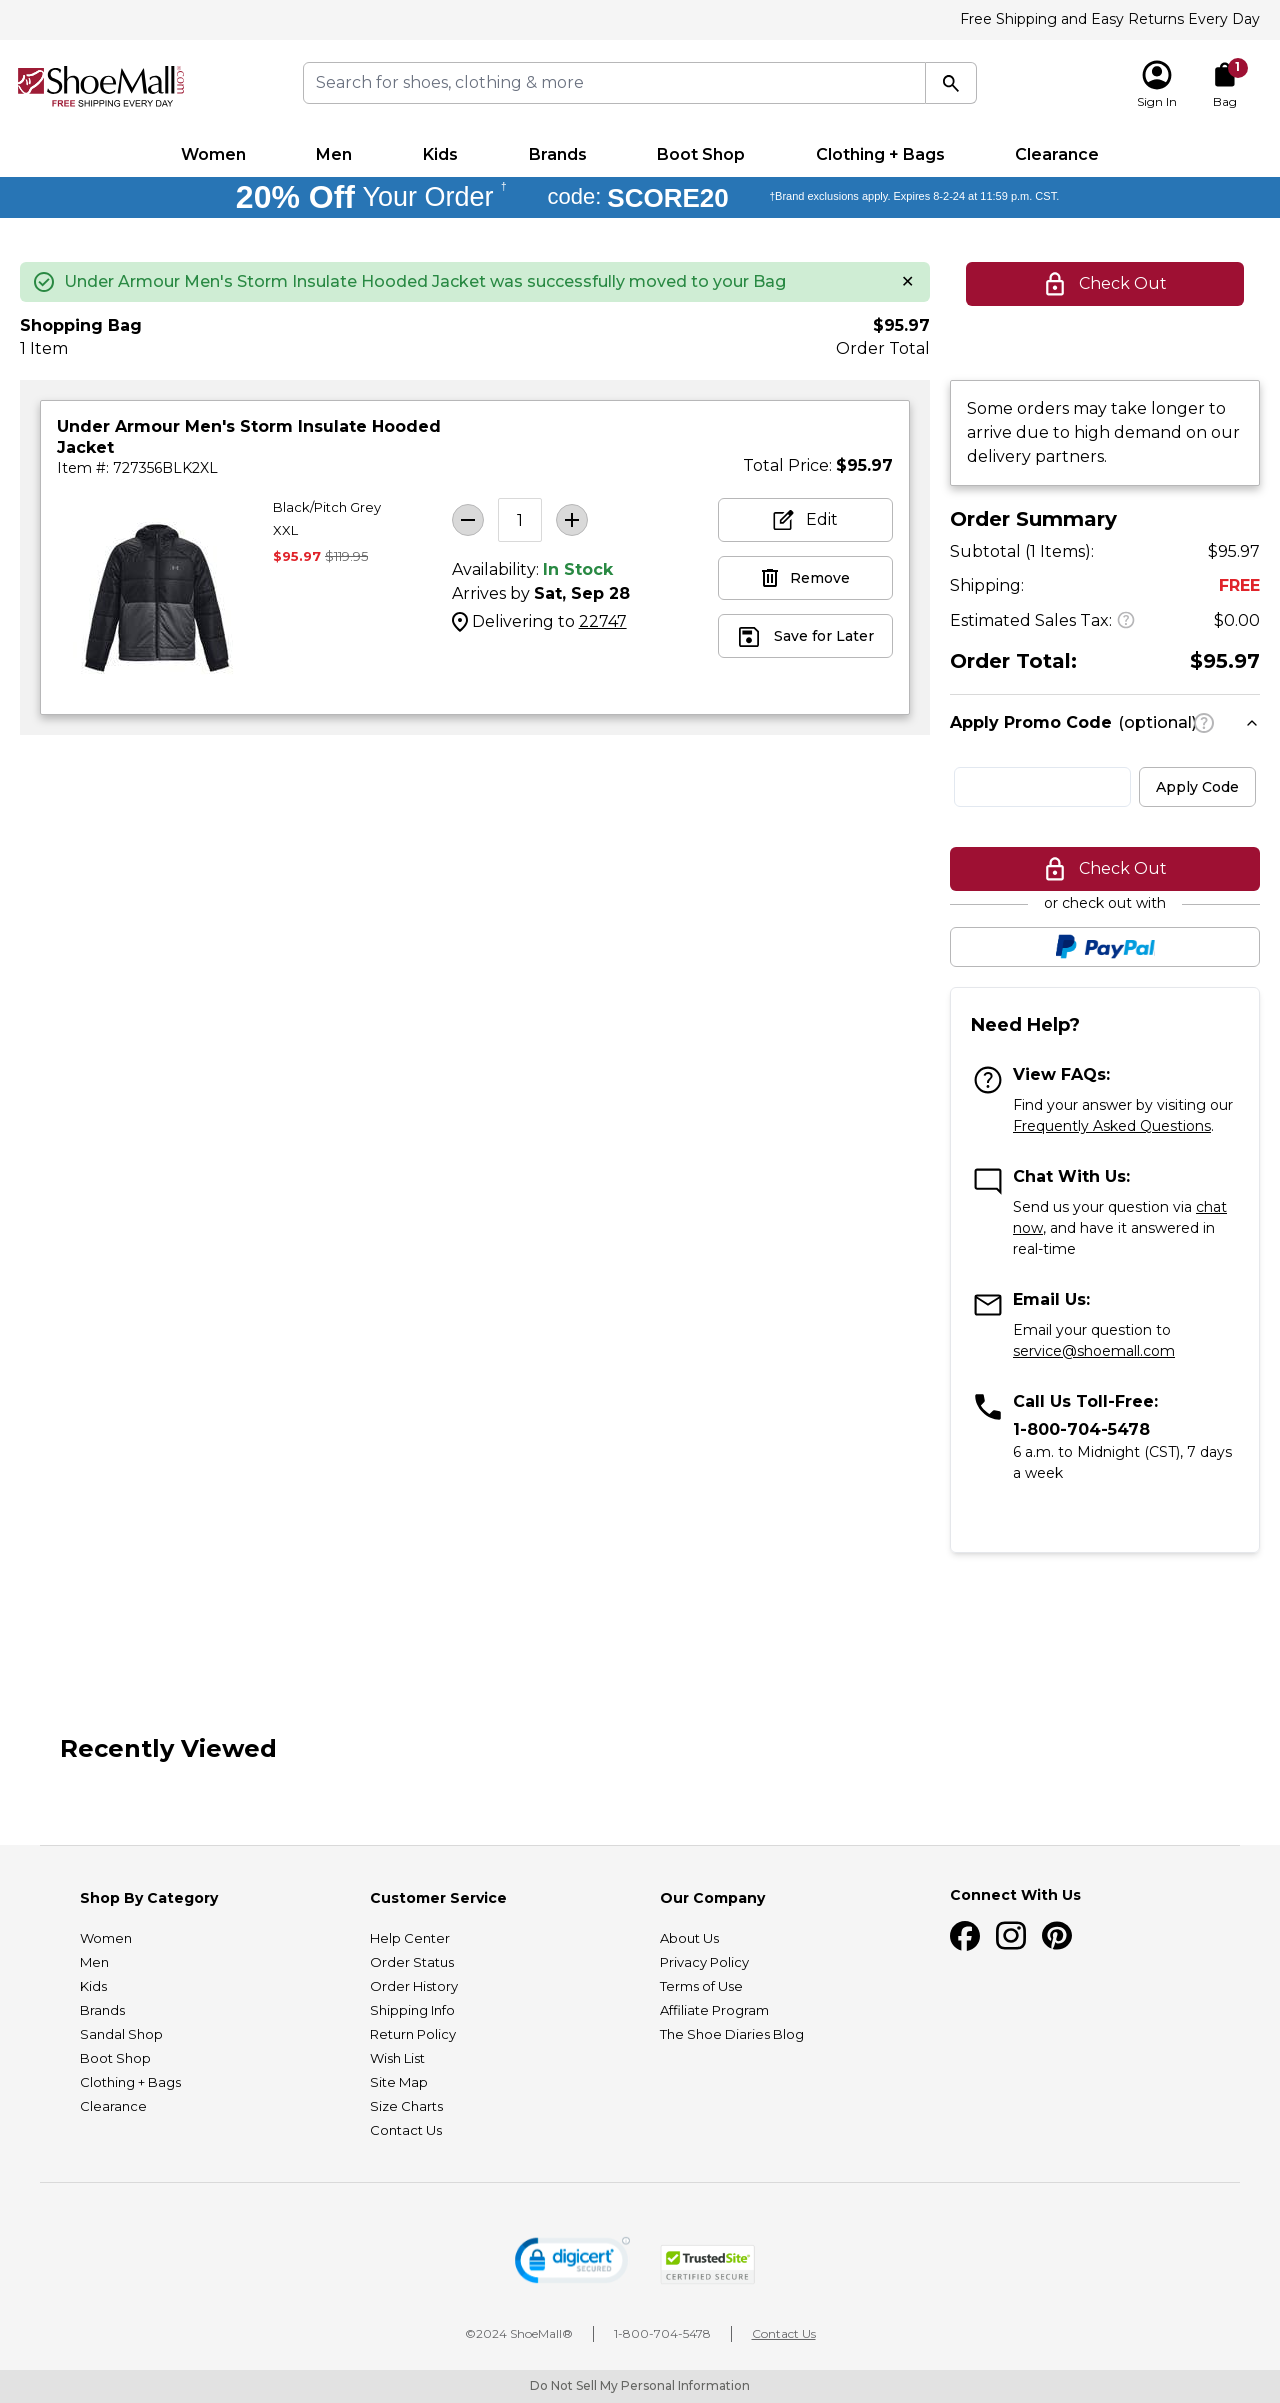 Free Shipping and Easy Returns Every Day
ShoeMall.com
FREE SHIPPING EVERY DAY
Search for shoes, clothing & more
Sign In
1
Bag
Women
Men
Kids
Brands
Boot Shop
Clothing + Bags
Clearance
20% Off Your Order †
code: SCORE20
†Brand exclusions apply. Expires 8-2-24 at 11:59 p.m. CST.
Under Armour Men's Storm Insulate Hooded Jacket was successfully moved to your Bag
Check Out
Shopping Bag
$95.97
1 Item
Order Total
Under Armour Men's Storm Insulate Hooded
Jacket
Item #: 727356BLK2XL
Total Price: $95.97
Black/Pitch Grey
XXL
$95.97 $119.95
1
Availability: In Stock
Arrives by Sat, Sep 28
Delivering to 22747
Edit
Remove
Save for Later
Some orders may take longer to
arrive due to high demand on our
delivery partners.
Order Summary
Subtotal (1 Items):
$95.97
Shipping:
FREE
Estimated Sales Tax:
$0.00
Order Total:
$95.97
Apply Promo Code (optional)
Apply Code
Check Out
or check out with
PayPal
Need Help?
View FAQs:
Find your answer by visiting our
Frequently Asked Questions.
Chat With Us:
Send us your question via chat
now, and have it answered in
real-time
Email Us:
Email your question to
service@shoemall.com
Call Us Toll-Free:
1-800-704-5478
6 a.m. to Midnight (CST), 7 days
a week
Recently Viewed
Shop By Category
Women
Men
Kids
Brands
Sandal Shop
Boot Shop
Clothing + Bags
Clearance
Customer Service
Help Center
Order Status
Order History
Shipping Info
Return Policy
Wish List
Site Map
Size Charts
Contact Us
Our Company
About Us
Privacy Policy
Terms of Use
Affiliate Program
The Shoe Diaries Blog
Connect With Us
digicert
SECURED
TrustedSite
CERTIFIED SECURE
©2024 ShoeMall®
1-800-704-5478
Contact Us
Do Not Sell My Personal Information